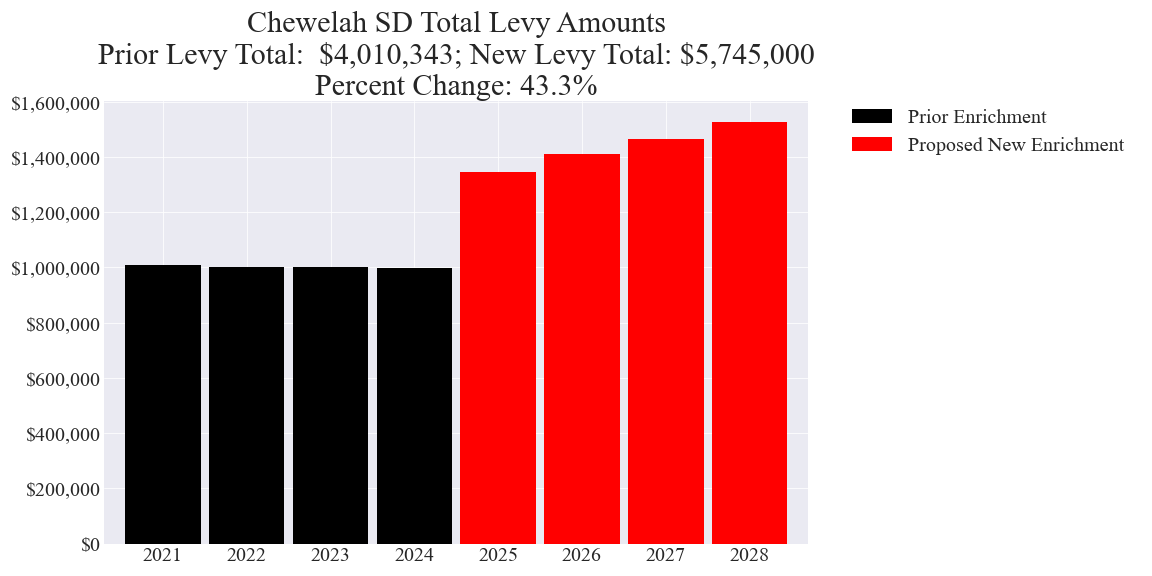 Chewelah SD Total Levy Amounts
Prior Levy Total:  $4,010,343; New Levy Total: $5,745,000
Percent Change: 43.3%
$1,600,000
$1,400,000
$1,200,000
$1,000,000
$800,000
$600,000
$400,000
$200,000
$0
2021 2022 2023 2024 2025 2026 2027 2028
Prior Enrichment
Proposed New Enrichment